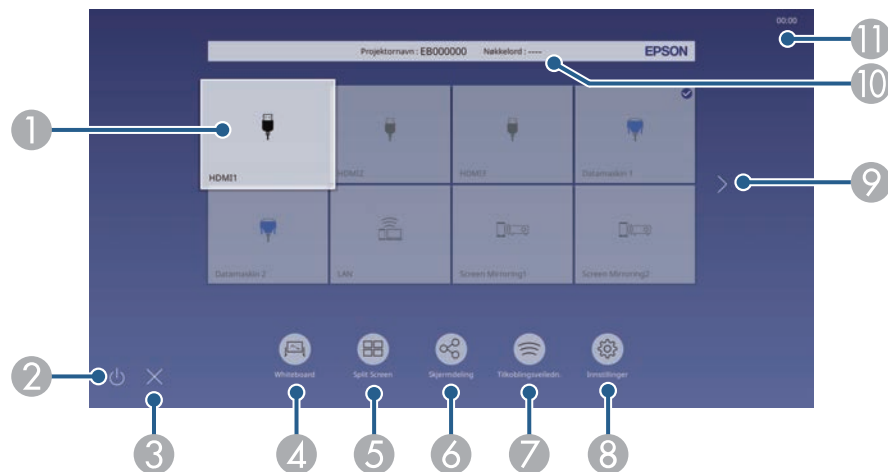 00:00
11
Projektornavn : EB000000 Nøkkelord : ---- EPSON
10
1
HDMI1 HDMI2 HDMI3 Datamaskin 1
9
Datamaskin 2 LAN Screen Mirroring1 Screen Mirroring2
2
Whiteboard Split Screen Skjermdeling Tilkoblingsveiledn. Innstillinger
3 4 5 6 7 8